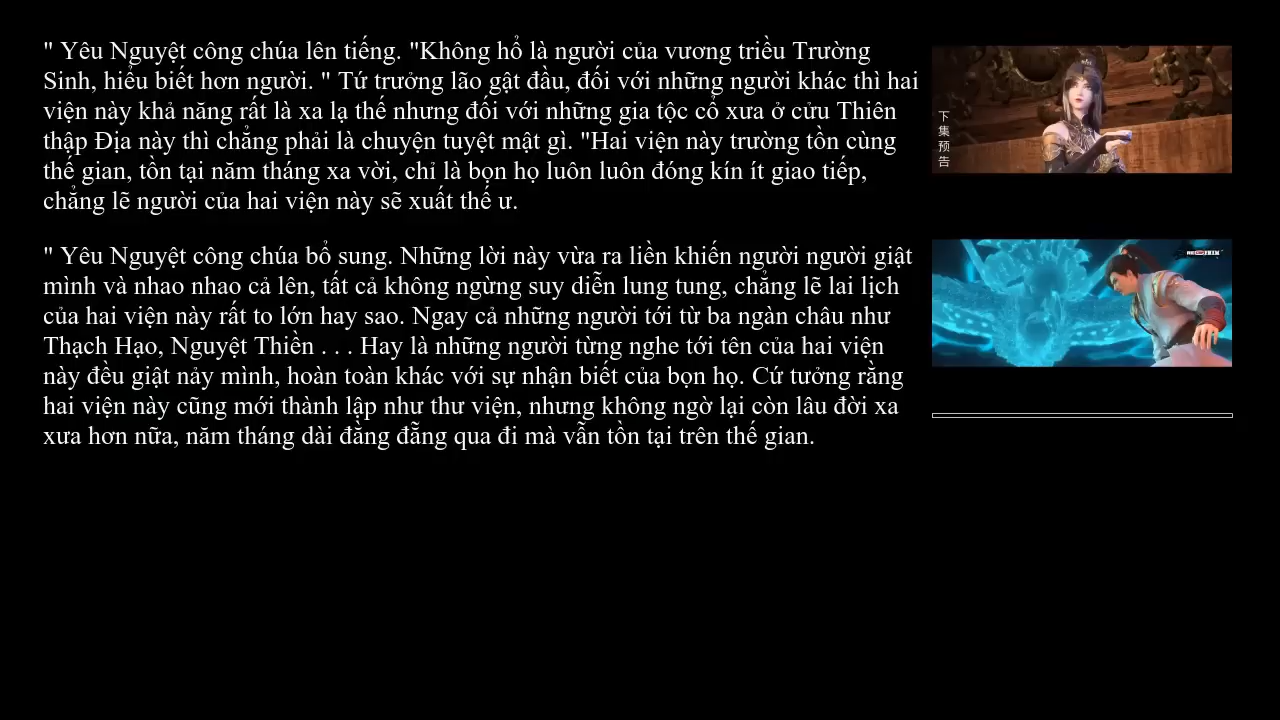 " Yêu Nguyệt công chúa lên tiếng. "Không hổ là người của vương triều Trường
Sinh, hiểu biết hơn người. " Tứ trưởng lão gật đầu, đối với những người khác thì hai
viện này khả năng rất là xa lạ thế nhưng đối với những gia tộc cổ xưa ở cửu Thiên
thập Địa này thì chẳng phải là chuyện tuyệt mật gì. "Hai viện này trường tồn cùng
thế gian, tồn tại năm tháng xa vời, chỉ là bọn họ luôn luôn đóng kín ít giao tiếp,
chẳng lẽ người của hai viện này sẽ xuất thế ư.
" Yêu Nguyệt công chúa bổ sung. Những lời này vừa ra liền khiến người người giật
mình và nhao nhao cả lên, tất cả không ngừng suy diễn lung tung, chẳng lẽ lai lịch
của hai viện này rất to lớn hay sao. Ngay cả những người tới từ ba ngàn châu như
Thạch Hạo, Nguyệt Thiền . . . Hay là những người từng nghe tới tên của hai viện
này đều giật nảy mình, hoàn toàn khác với sự nhận biết của bọn họ. Cứ tưởng rằng
hai viện này cũng mới thành lập như thư viện, nhưng không ngờ lại còn lâu đời xa
xưa hơn nữa, năm tháng dài đằng đẵng qua đi mà vẫn tồn tại trên thế gian.
下集预告